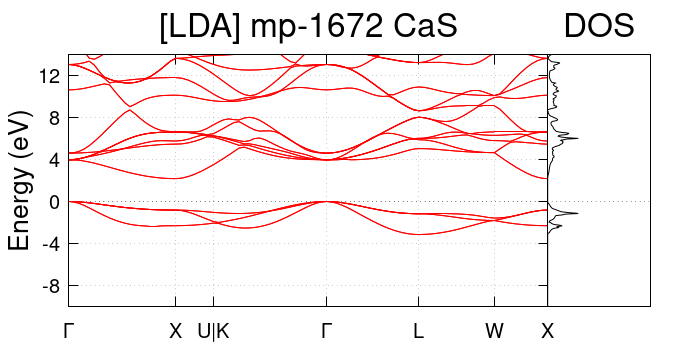 [LDA] mp-1672 CaS DOS
Energy (eV)
12
8
4
0
-4
-8
Γ X U|K Γ L W X